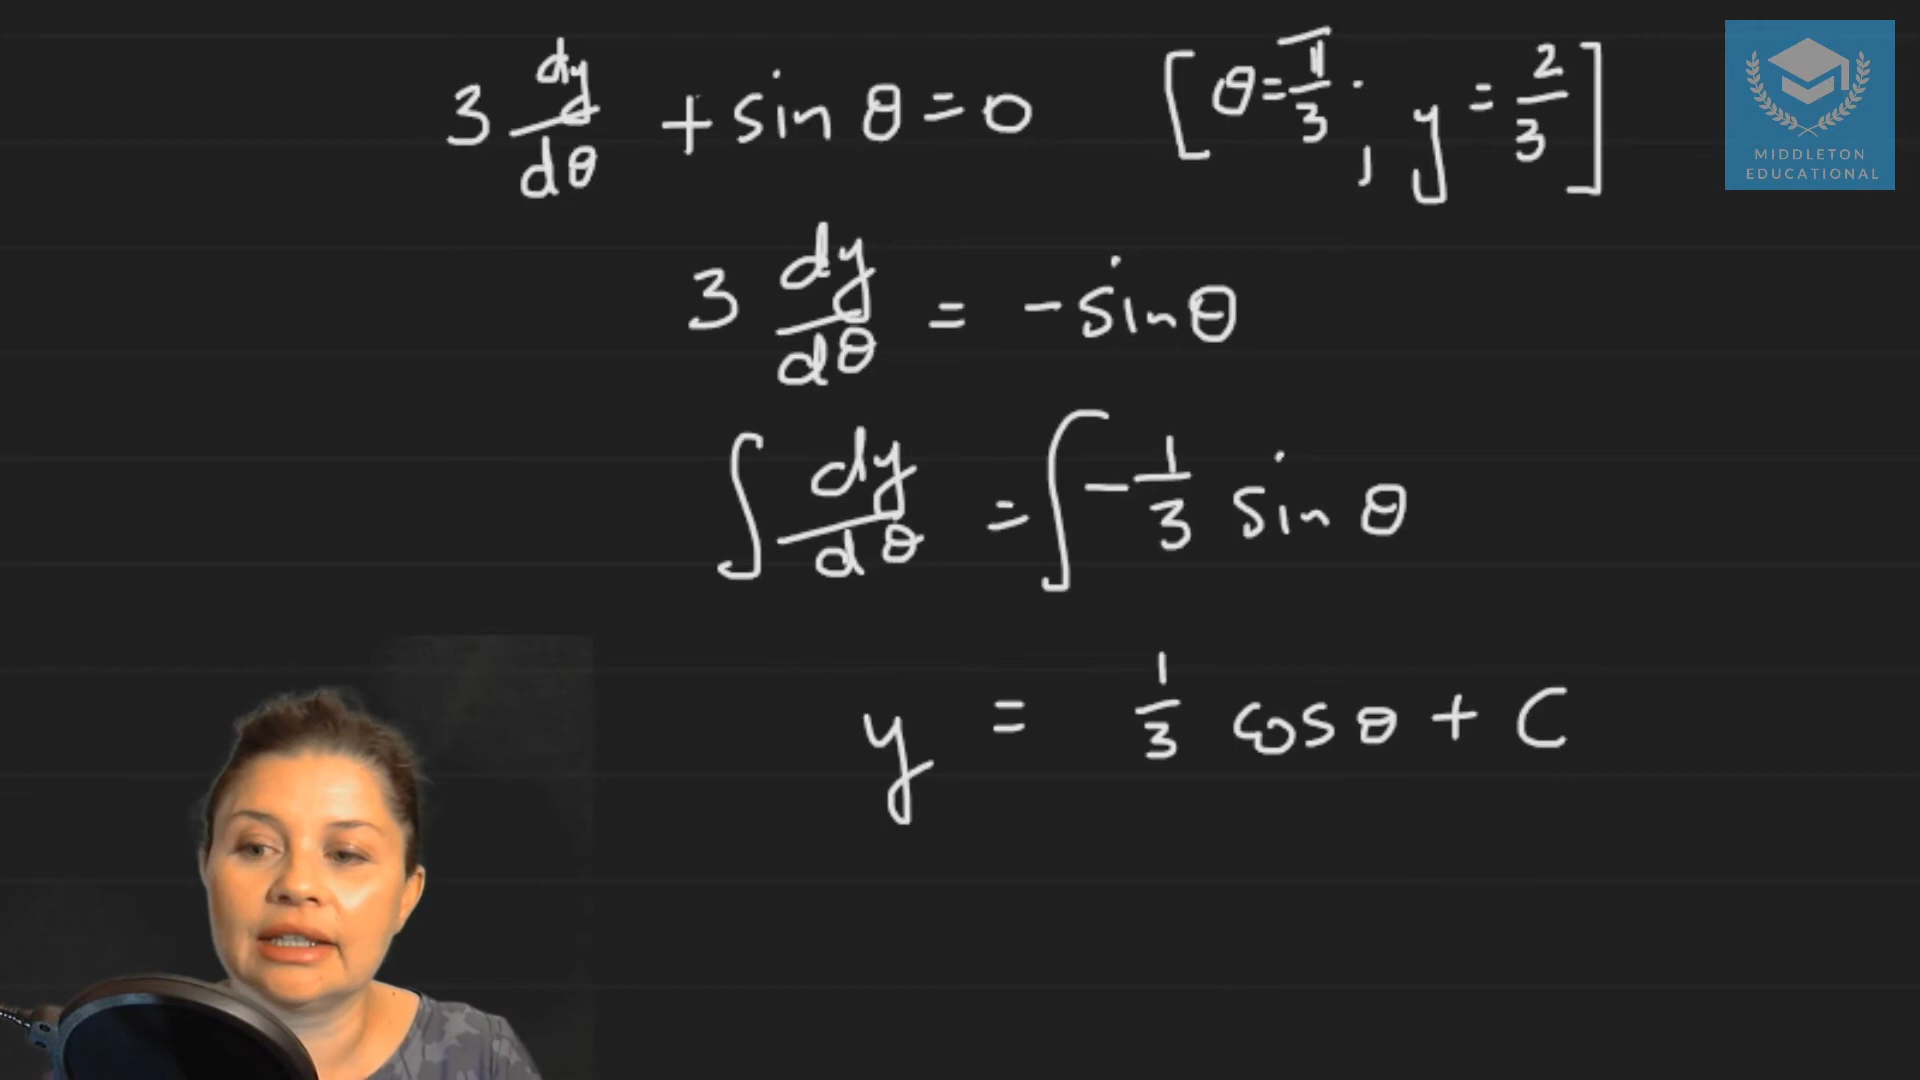 3 dy/dθ + sin θ = 0 [θ = π/3 ; y = 2/3]
MIDDLETON
EDUCATIONAL
3 dy/dθ = - sin θ
∫ dy/dθ = ∫ - 1/3 sin θ
y = 1/3 cos θ + C